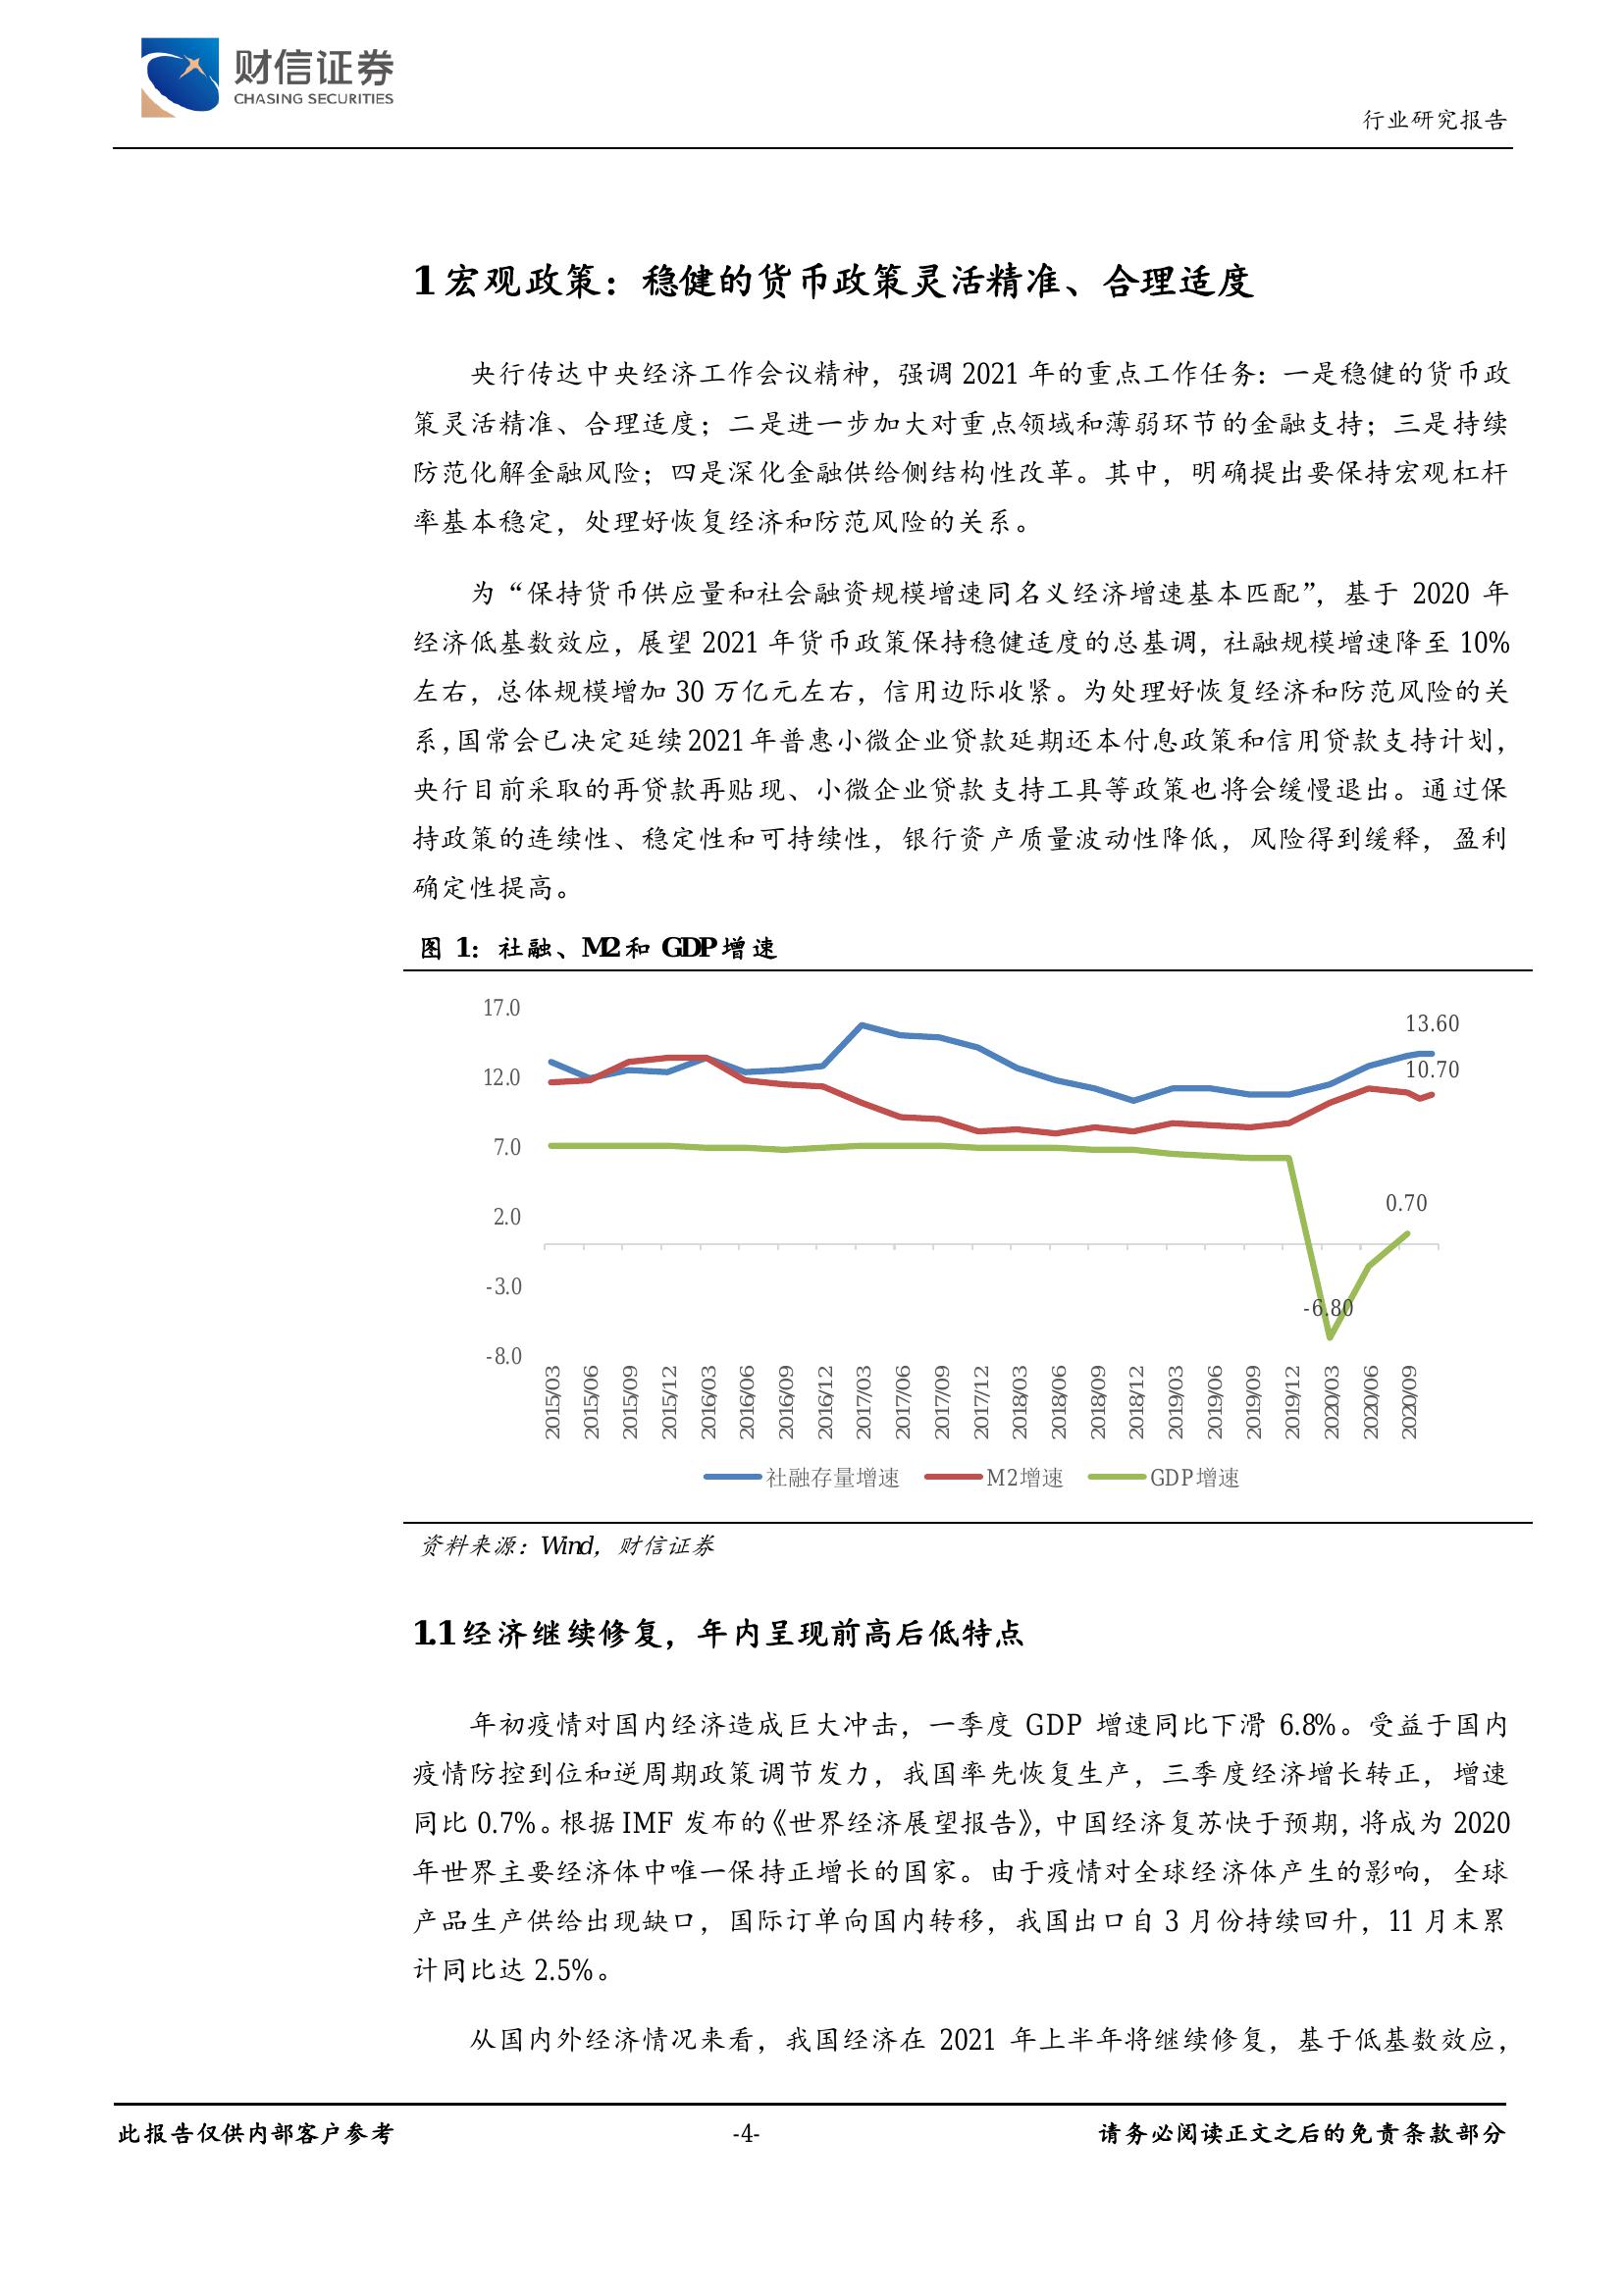 财信证券
CHASING SECURITIES
行业研究报告
1 宏观政策：稳健的货币政策灵活精准、合理适度
央行传达中央经济工作会议精神，强调 2021 年的重点工作任务：一是稳健的货币政
策灵活精准、合理适度；二是进一步加大对重点领域和薄弱环节的金融支持；三是持续
防范化解金融风险；四是深化金融供给侧结构性改革。其中，明确提出要保持宏观杠杆
率基本稳定，处理好恢复经济和防范风险的关系。
为“保持货币供应量和社会融资规模增速同名义经济增速基本匹配”，基于 2020 年
经济低基数效应，展望 2021 年货币政策保持稳健适度的总基调，社融规模增速降至 10%
左右，总体规模增加 30 万亿元左右，信用边际收紧。为处理好恢复经济和防范风险的关
系，国常会已决定延续 2021 年普惠小微企业贷款延期还本付息政策和信用贷款支持计划，
央行目前采取的再贷款再贴现、小微企业贷款支持工具等政策也将会缓慢退出。通过保
持政策的连续性、稳定性和可持续性，银行资产质量波动性降低，风险得到缓释，盈利
确定性提高。
图 1：社融、M2 和 GDP 增速
17.0
12.0
7.0
2.0
-3.0
-8.0
13.60
10.70
0.70
-6.80
2015/03
2015/06
2015/09
2015/12
2016/03
2016/06
2016/09
2016/12
2017/03
2017/06
2017/09
2017/12
2018/03
2018/06
2018/09
2018/12
2019/03
2019/06
2019/09
2019/12
2020/03
2020/06
2020/09
社融存量增速 M2增速 GDP增速
资料来源：Wind，财信证券
1.1 经济继续修复，年内呈现前高后低特点
年初疫情对国内经济造成巨大冲击，一季度 GDP 增速同比下滑 6.8%。受益于国内
疫情防控到位和逆周期政策调节发力，我国率先恢复生产，三季度经济增长转正，增速
同比 0.7%。根据 IMF 发布的《世界经济展望报告》，中国经济复苏快于预期，将成为 2020
年世界主要经济体中唯一保持正增长的国家。由于疫情对全球经济体产生的影响，全球
产品生产供给出现缺口，国际订单向国内转移，我国出口自 3 月份持续回升，11 月末累
计同比达 2.5%。
从国内外经济情况来看，我国经济在 2021 年上半年将继续修复，基于低基数效应，
此报告仅供内部客户参考
-4-
请务必阅读正文之后的免责条款部分